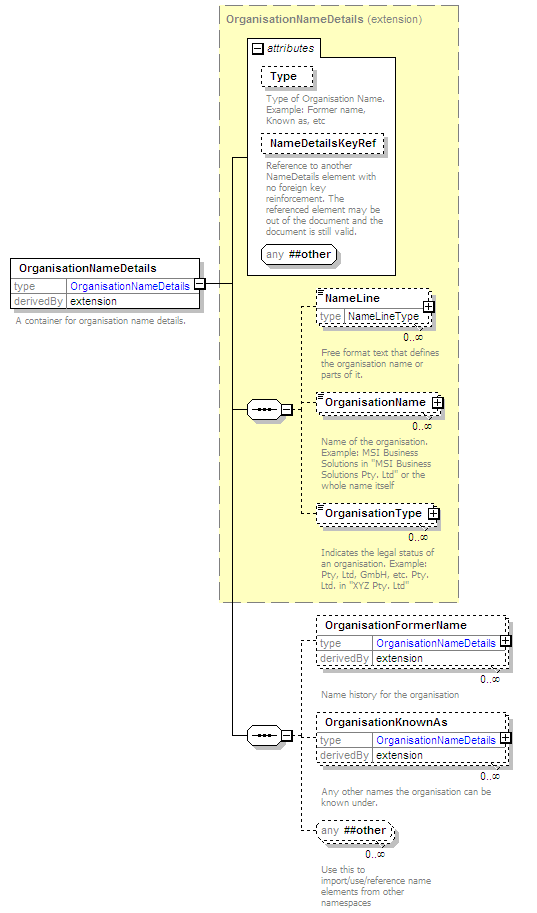 OrganisationNameDetails (extension)
attributes
Type
Type of Organisation Name.
Example: Former name,
Known as, etc
NameDetailsKeyRef
Reference to another
NameDetails element with
no foreign key
reinforcement. The
referenced element may be
out of the document and the
document is still valid.
any ##other
OrganisationNameDetails
type OrganisationNameDetails
derivedBy extension
A container for organisation name details.
NameLine
type NameLineType
0..∞
Free format text that defines
the organisation name or
parts of it.
OrganisationName
0..∞
Name of the organisation.
Example: MSI Business
Solutions in "MSI Business
Solutions Pty. Ltd" or the
whole name itself
OrganisationType
0..∞
Indicates the legal status of
an organisation. Example:
Pty, Ltd, GmbH, etc. Pty.
Ltd. in "XYZ Pty. Ltd"
OrganisationFormerName
type OrganisationNameDetails
derivedBy extension
0..∞
Name history for the organisation
OrganisationKnownAs
type OrganisationNameDetails
derivedBy extension
0..∞
Any other names the organisation can be
known under.
any ##other
0..∞
Use this to
import/use/reference name
elements from other
namespaces